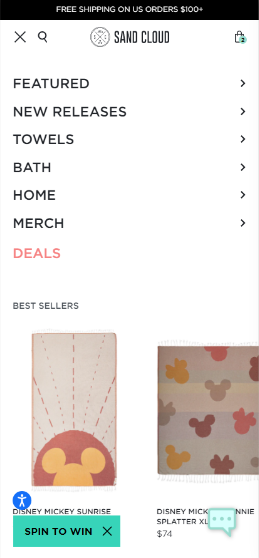 FREE SHIPPING ON US ORDERS $100+
SAND CLOUD
2
FEATURED
NEW RELEASES
TOWELS
BATH
HOME
MERCH
DEALS
BEST SELLERS
DISNEY MICKEY SUNRISE
DISNEY MICK NNIE
SPLATTER XL
$74
SPIN TO WIN